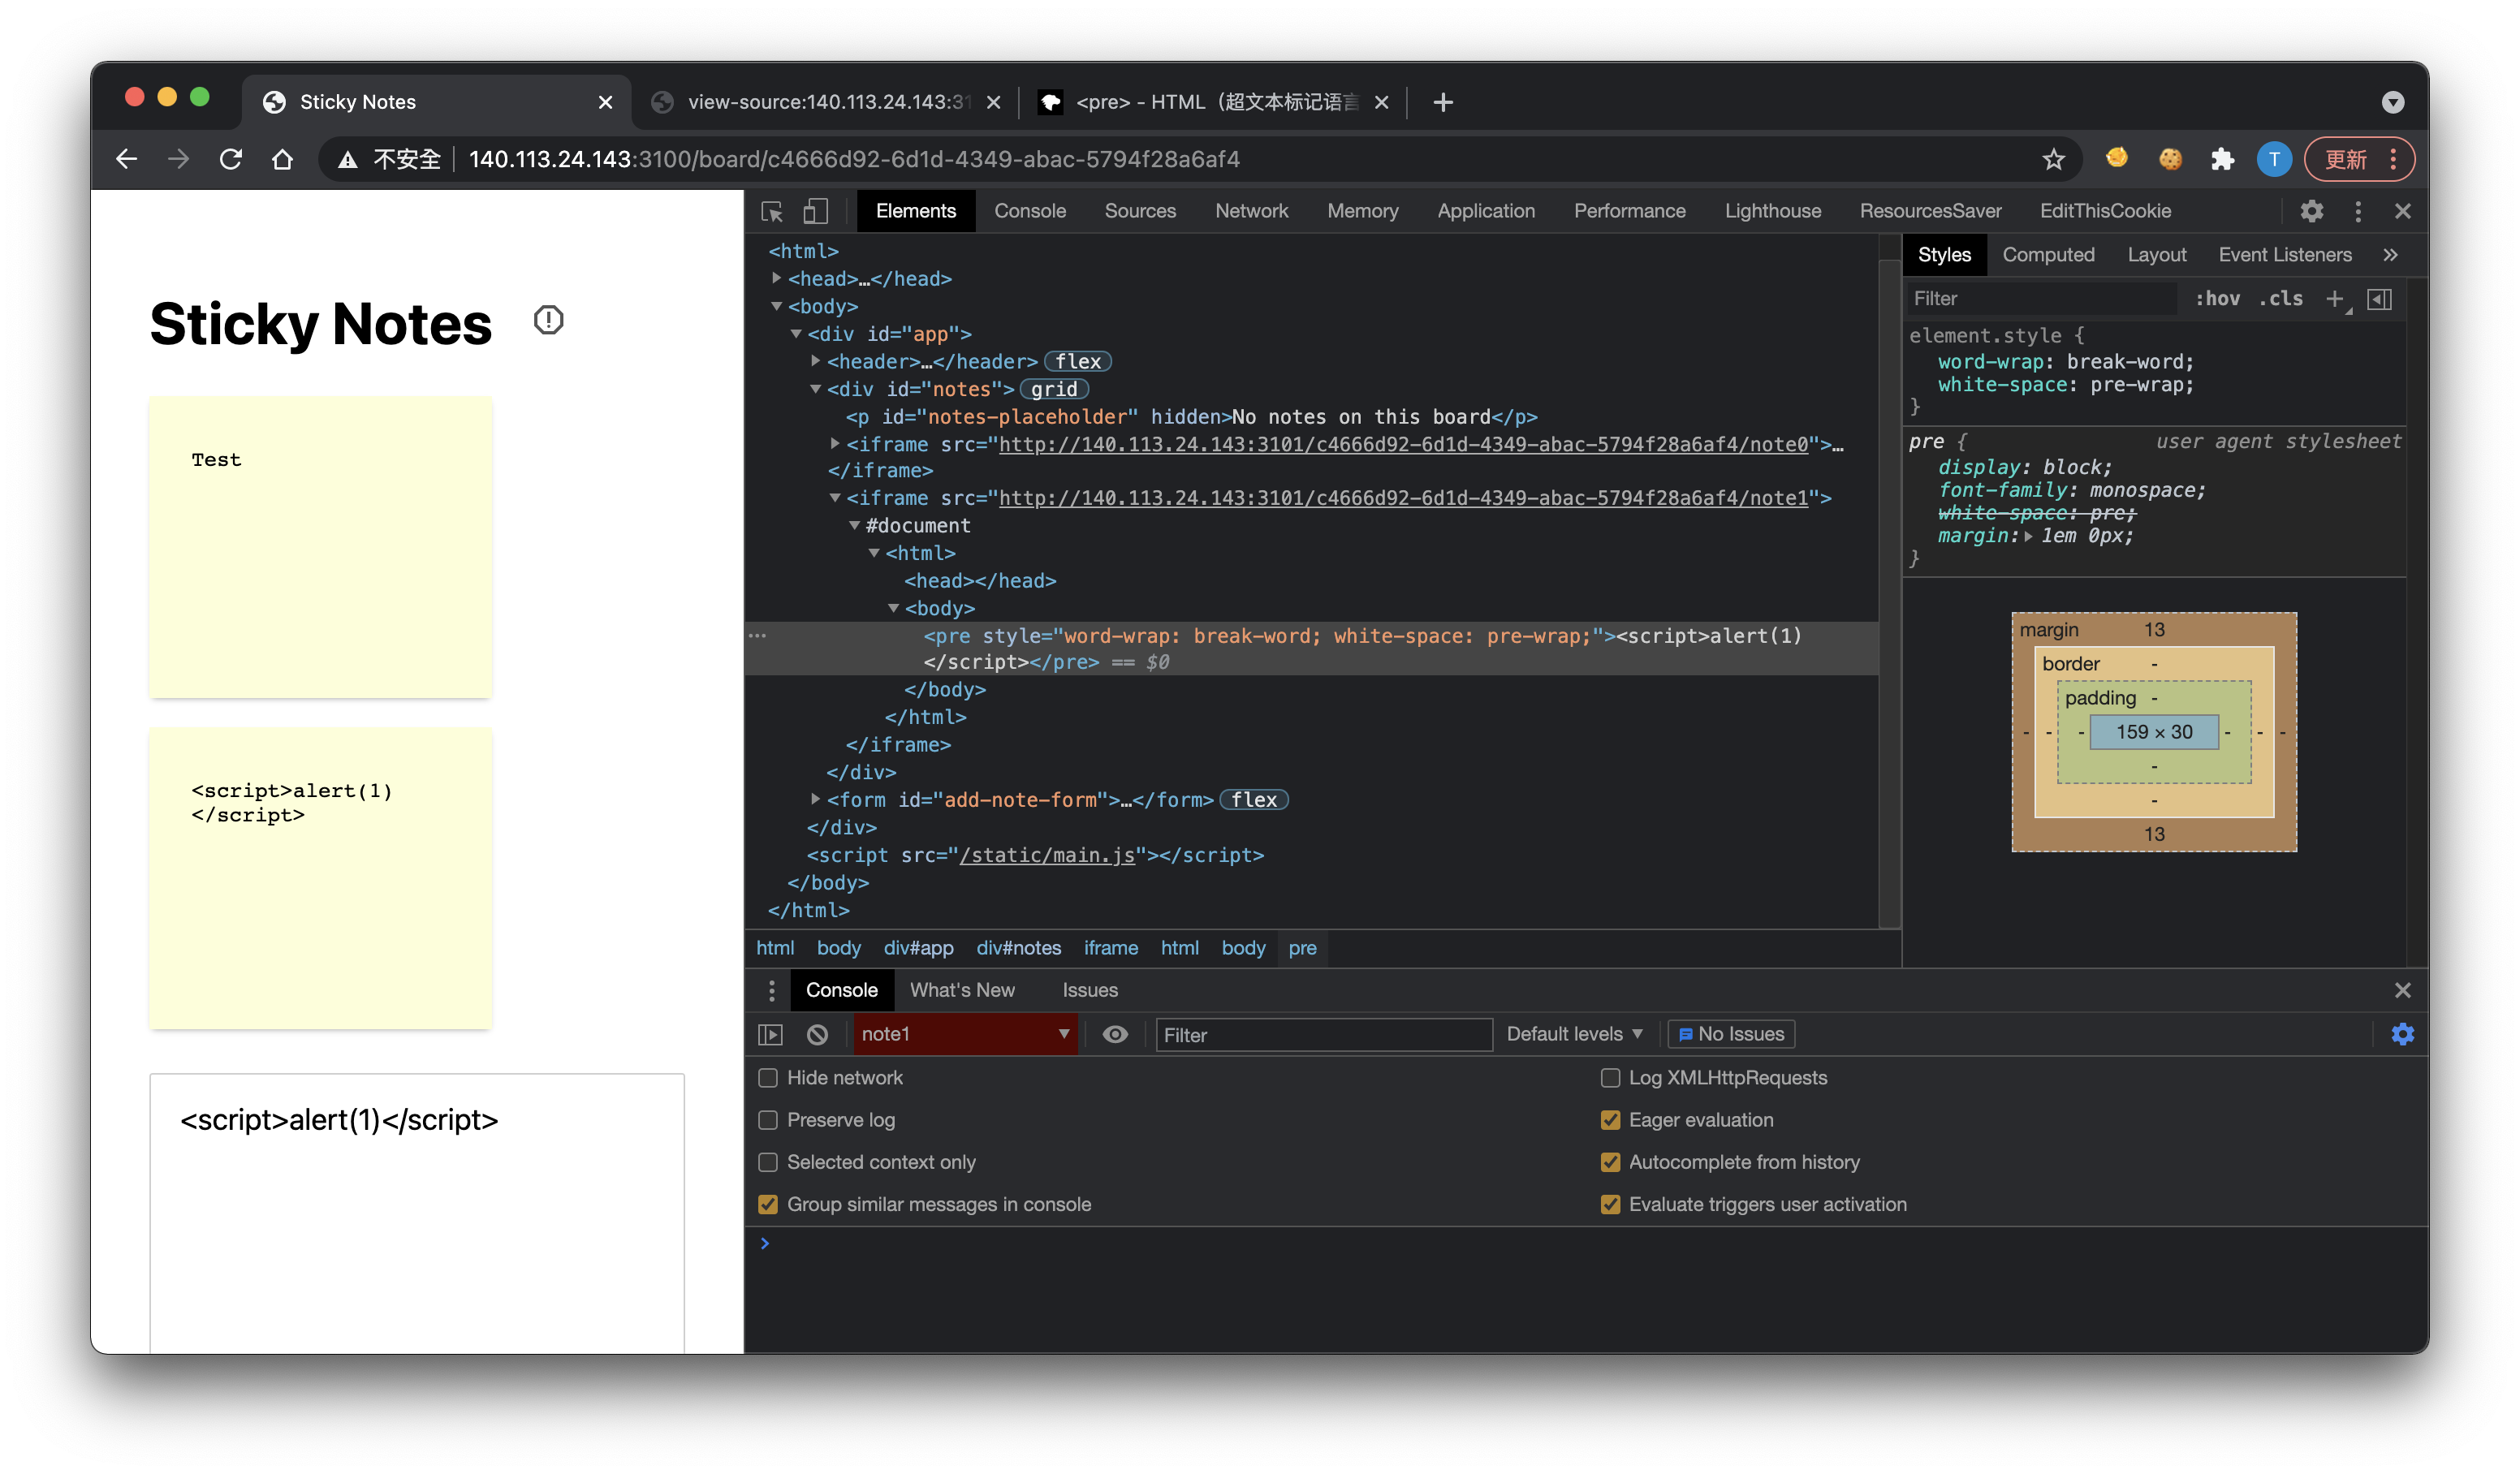 Sticky Notes
view-source:140.113.24.143:31
<pre> - HTML（超文本标记语言
不安全 140.113.24.143:3100/board/c4666d92-6d1d-4349-abac-5794f28a6af4
T
更新
Sticky Notes
Test
<script>alert(1)
</script>
<script>alert(1)</script>
Elements Console Sources Network Memory Application Performance Lighthouse ResourcesSaver EditThisCookie
<html>
<head>…</head>
<body>
<div id="app">
<header>…</header> flex
<div id="notes"> grid
<p id="notes-placeholder" hidden>No notes on this board</p>
<iframe src="http://140.113.24.143:3101/c4666d92-6d1d-4349-abac-5794f28a6af4/note0">…
</iframe>
<iframe src="http://140.113.24.143:3101/c4666d92-6d1d-4349-abac-5794f28a6af4/note1">
#document
<html>
<head></head>
<body>
<pre style="word-wrap: break-word; white-space: pre-wrap;"><script>alert(1)
</script></pre> == $0
</body>
</html>
</iframe>
</div>
<form id="add-note-form">…</form> flex
</div>
<script src="/static/main.js"></script>
</body>
</html>
html body div#app div#notes iframe html body pre
Styles Computed Layout Event Listeners »
Filter :hov .cls +
element.style {
word-wrap: break-word;
white-space: pre-wrap;
}
pre { user agent stylesheet
display: block;
font-family: monospace;
white-space: pre;
margin: 1em 0px;
}
margin 13
border -
padding -
- - - 159 × 30 - - -
-
-
13
Console What's New Issues
note1 Filter Default levels No Issues
Hide network Log XMLHttpRequests
Preserve log Eager evaluation
Selected context only Autocomplete from history
Group similar messages in console Evaluate triggers user activation
>